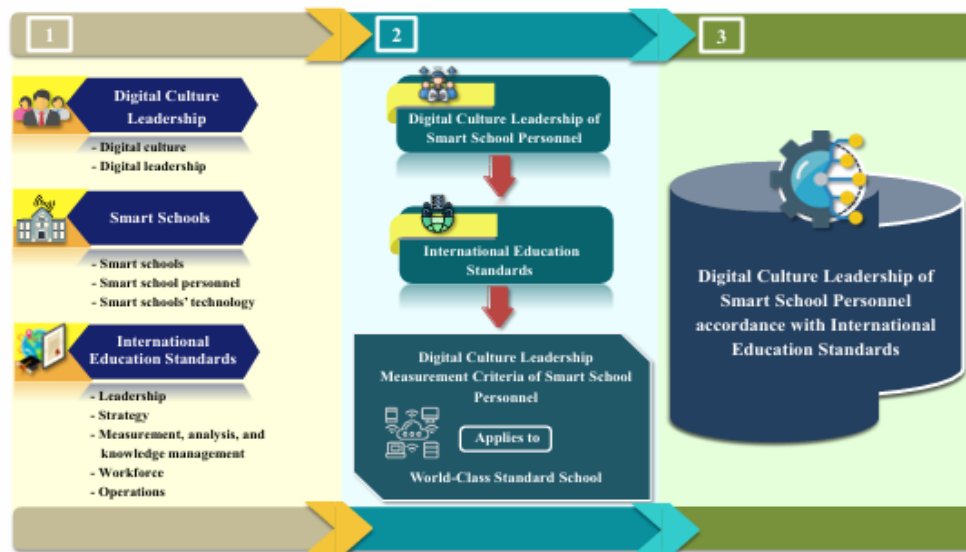 1
Digital Culture
Leadership
- Digital culture
- Digital leadership
Smart Schools
- Smart schools
- Smart school personnel
- Smart schools' technology
International
Education Standards
- Leadership
- Strategy
- Measurement, analysis, and
knowledge management
- Workforce
- Operations
2
Digital Culture Leadership of
Smart School Personnel
International Education
Standards
Digital Culture Leadership
Measurement Criteria of Smart School
Personnel
Applies to
World-Class Standard School
3
Digital Culture Leadership of
Smart School Personnel
accordance with International
Education Standards